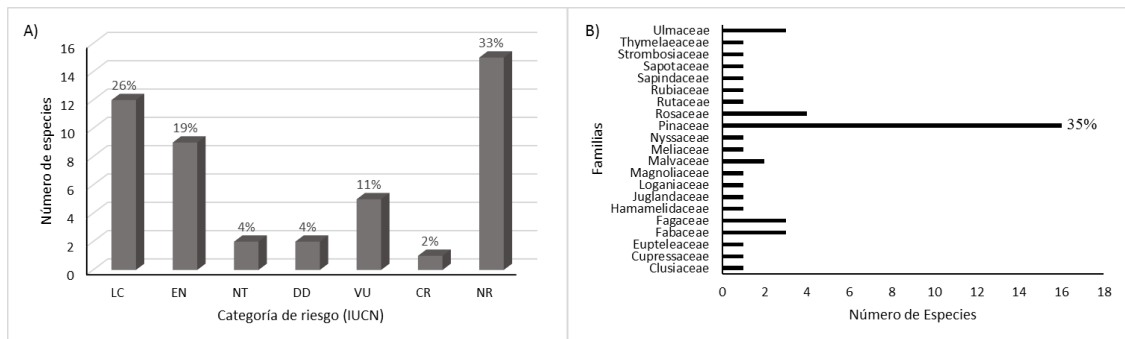 A)
Número de especies
16
14
12
10
8
6
4
2
0
26%
19%
4%
4%
11%
2%
33%
LC EN NT DD VU CR NR
Categoría de riesgo (IUCN)
B)
Familias
Ulmaceae
Thymelaeaceae
Strombosiaceae
Sapotaceae
Sapindaceae
Rubiaceae
Rutaceae
Rosaceae
Pinaceae 35%
Nyssaceae
Meliaceae
Malvaceae
Magnoliaceae
Loganiaceae
Juglandaceae
Hamamelidaceae
Fagaceae
Fabaceae
Eupteleaceae
Cupressaceae
Clusiaceae
0 2 4 6 8 10 12 14 16 18
Número de Especies